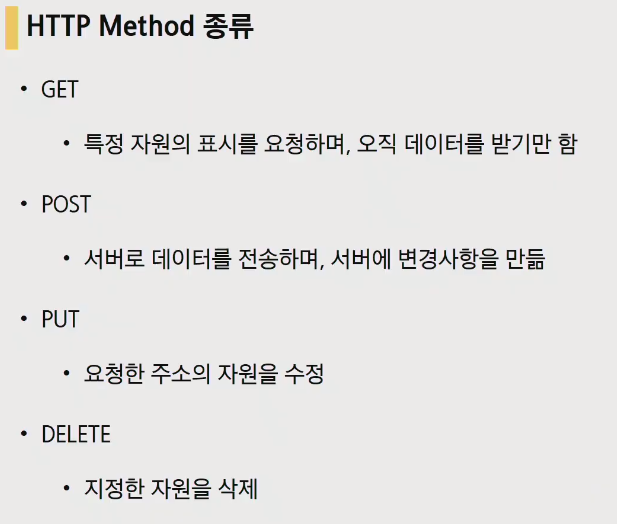 HTTP Method 종류
• GET
• 특정 자원의 표시를 요청하며, 오직 데이터를 받기만 함
• POST
• 서버로 데이터를 전송하며, 서버에 변경사항을 만듦
• PUT
• 요청한 주소의 자원을 수정
• DELETE
• 지정한 자원을 삭제